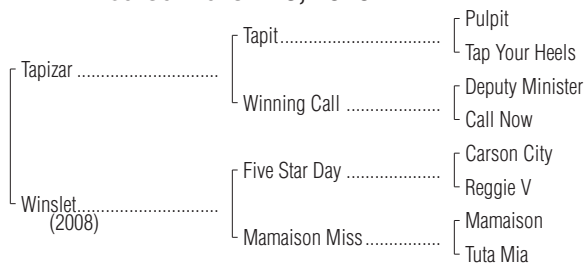 Pulpit
Tapit
Tap Your Heels
Tapizar
Deputy Minister
Winning Call
Call Now
Carson City
Five Star Day
Reggie V
Winslet
(2008)
Mamaison
Mamaison Miss
Tuta Mia